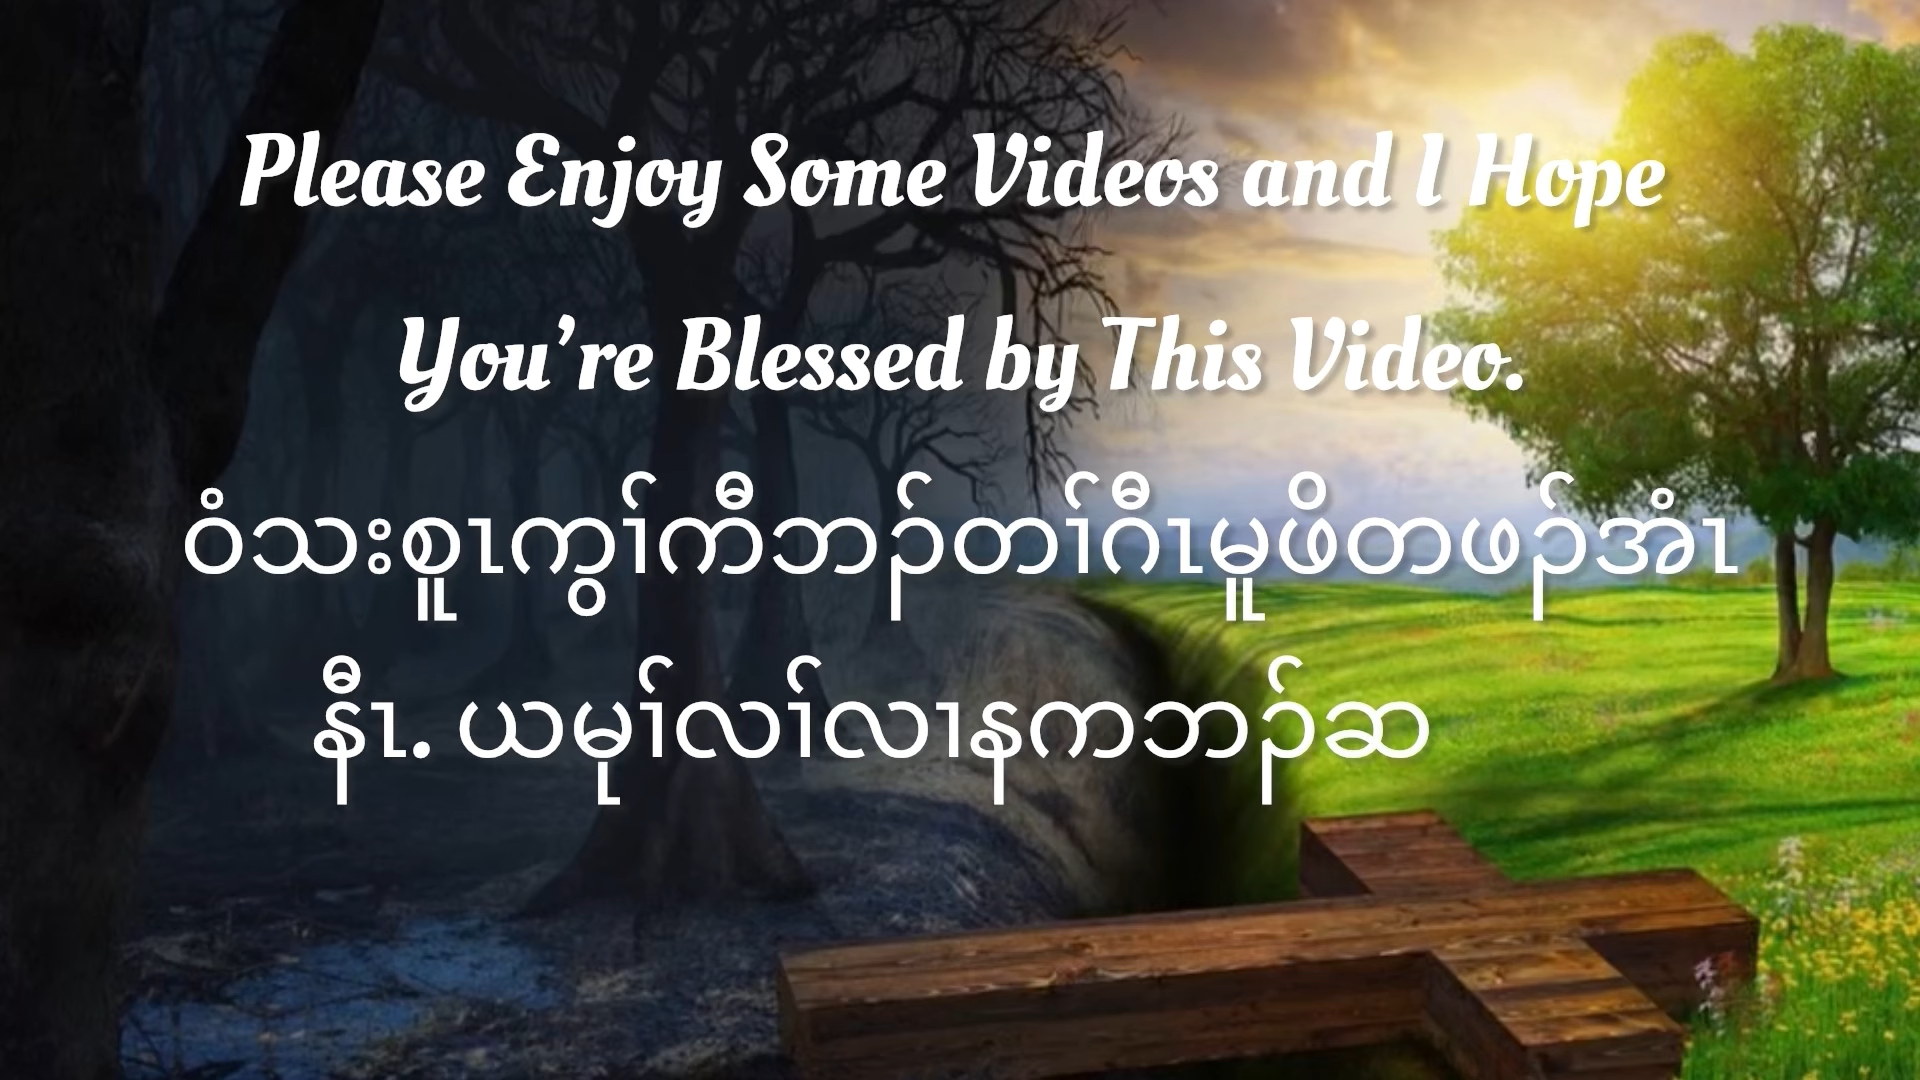 Please Enjoy Some Videos and I Hope
You’re Blessed by This Video.
ဝံသးစူၤကွၢ်ကီဘၣ်တၢ်ဂီၤမူဖိတဖၣ်အံၤ
နီၤ. ယမုၢ်လၢ်လၢနကဘၣ်ဆ